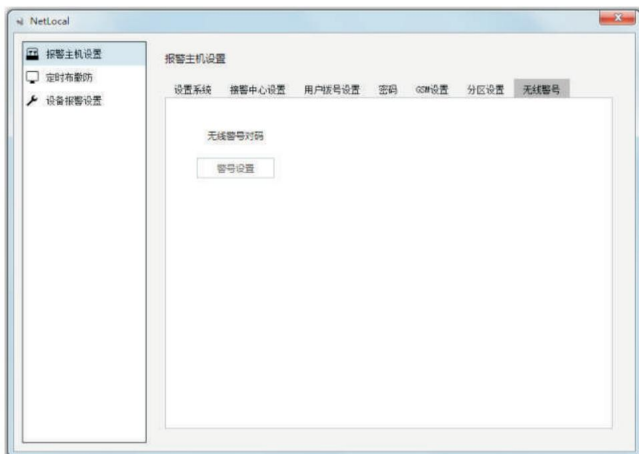 NetLocal
报警主机设置
定时布撤防
设备报警设置
报警主机设置
设置系统 接警中心设置 用户拨号设置 密码 GSM设置 分区设置 无线警号
无线警号对码
警号设置